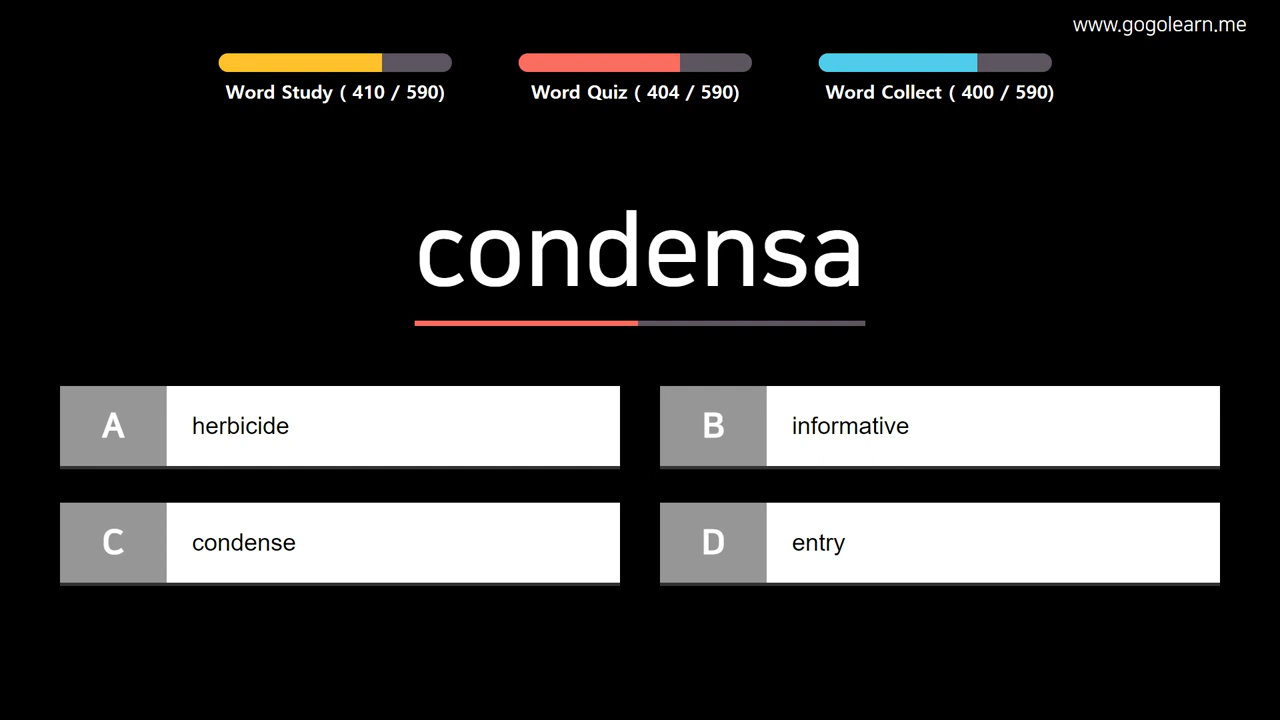 www.gogolearn.me
Word Study ( 410 / 590)
Word Quiz ( 404 / 590)
Word Collect ( 400 / 590)
condensa
A herbicide
B informative
C condense
D entry